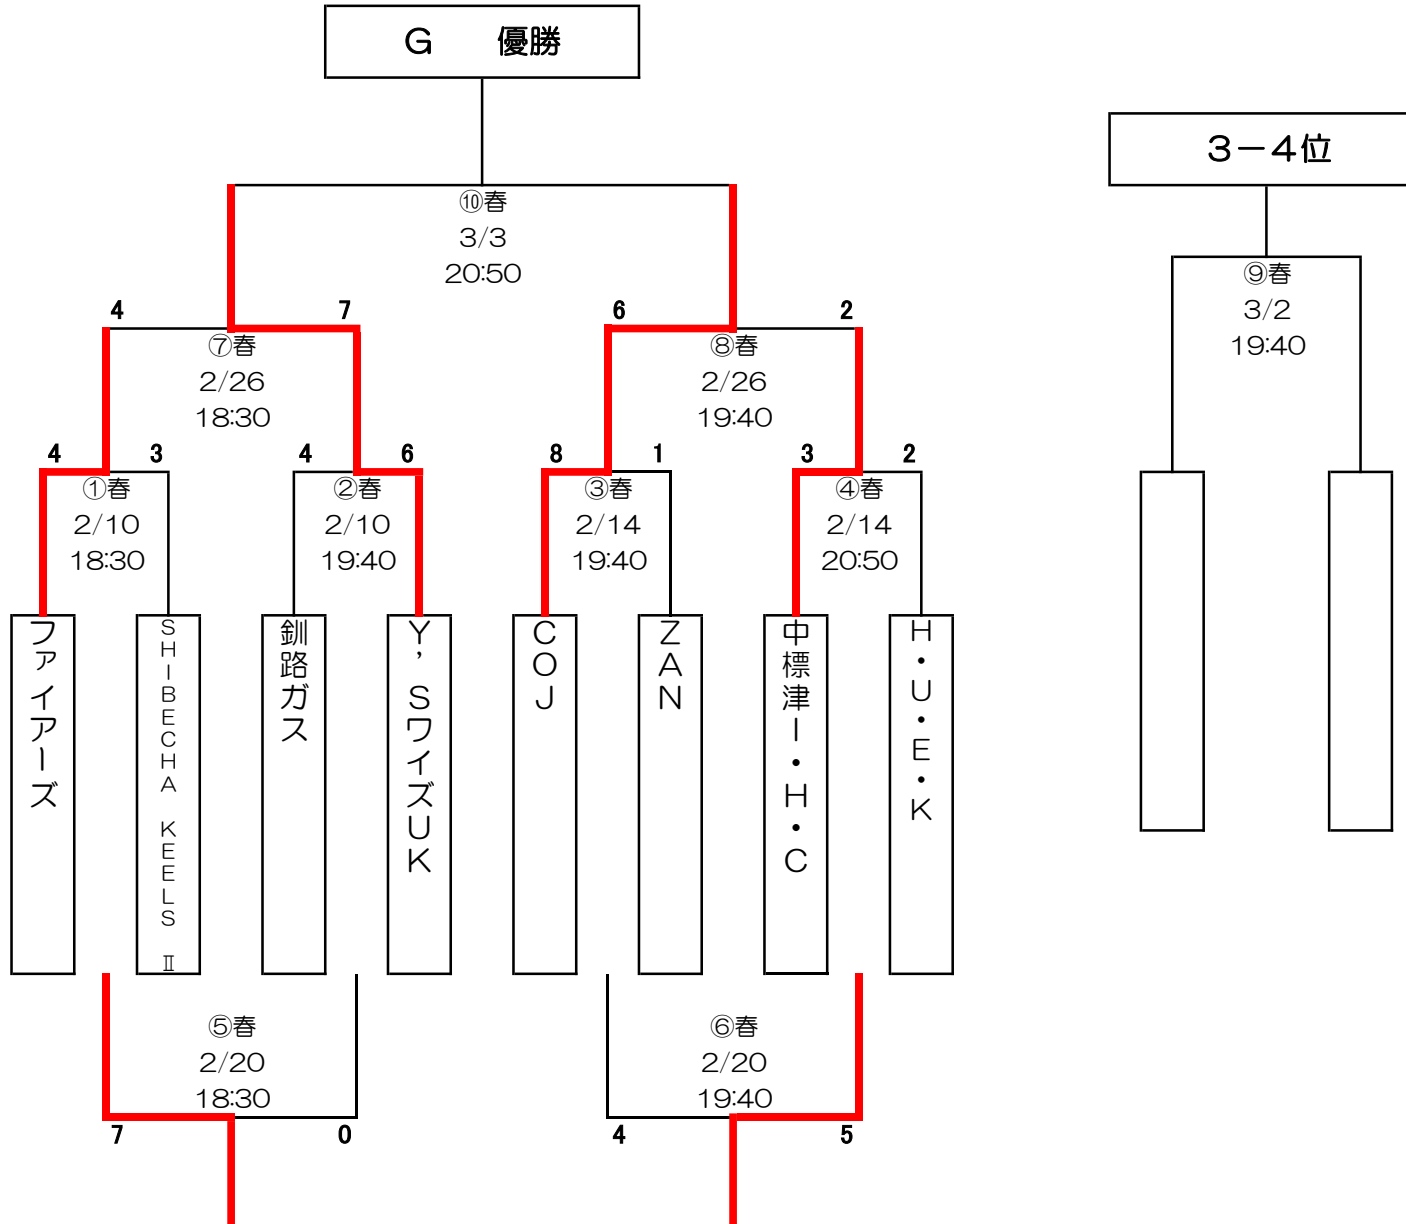 G 優勝
3－4位
⑩春
3/3
20:50
⑨春
3/2
19:40
4 7 6 2
⑦春
2/26
18:30
⑧春
2/26
19:40
4 3 4 6 8 1 3 2
①春
2/10
18:30
②春
2/10
19:40
③春
2/14
19:40
④春
2/14
20:50
ファイアーズ
SHIBECHA KEELS Ⅱ
釧路ガス
Y’SワイズUK
COJ
ZAN
中標津I・H・C
H・U・E・K
⑤春
2/20
18:30
⑥春
2/20
19:40
7 0 4 5